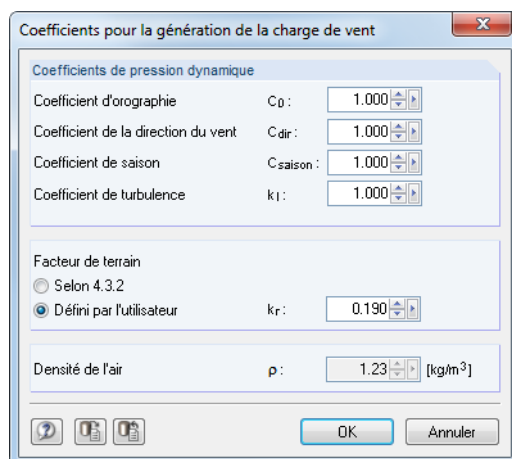 Coefficients pour la génération de la charge de vent
Coefficients de pression dynamique
Coefficient d'orographie C0 : 1.000
Coefficient de la direction du vent Cdir : 1.000
Coefficient de saison Csaison : 1.000
Coefficient de turbulence kI : 1.000
Facteur de terrain
Selon 4.3.2
Défini par l'utilisateur kr : 0.190
Densité de l'air ρ : 1.23 [kg/m³]
OK Annuler